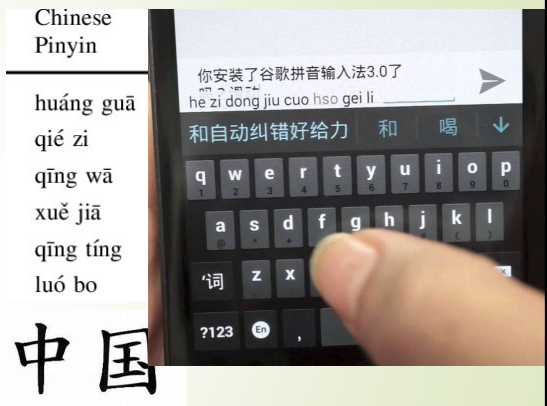 Chinese
Pinyin
huáng guā
qié zi
qīng wā
xuě jiā
qīng tíng
luó bo
中国
你安装了谷歌拼音输入法3.0了
吗？滑动
he zi dong jiu cuo hso gei li
和自动纠错好给力 和 喝
q w e r t y u i o p
1 2 3 4 5 6 7 8 9 0
a s d f g h j k l
'词 z x
?123 En ,